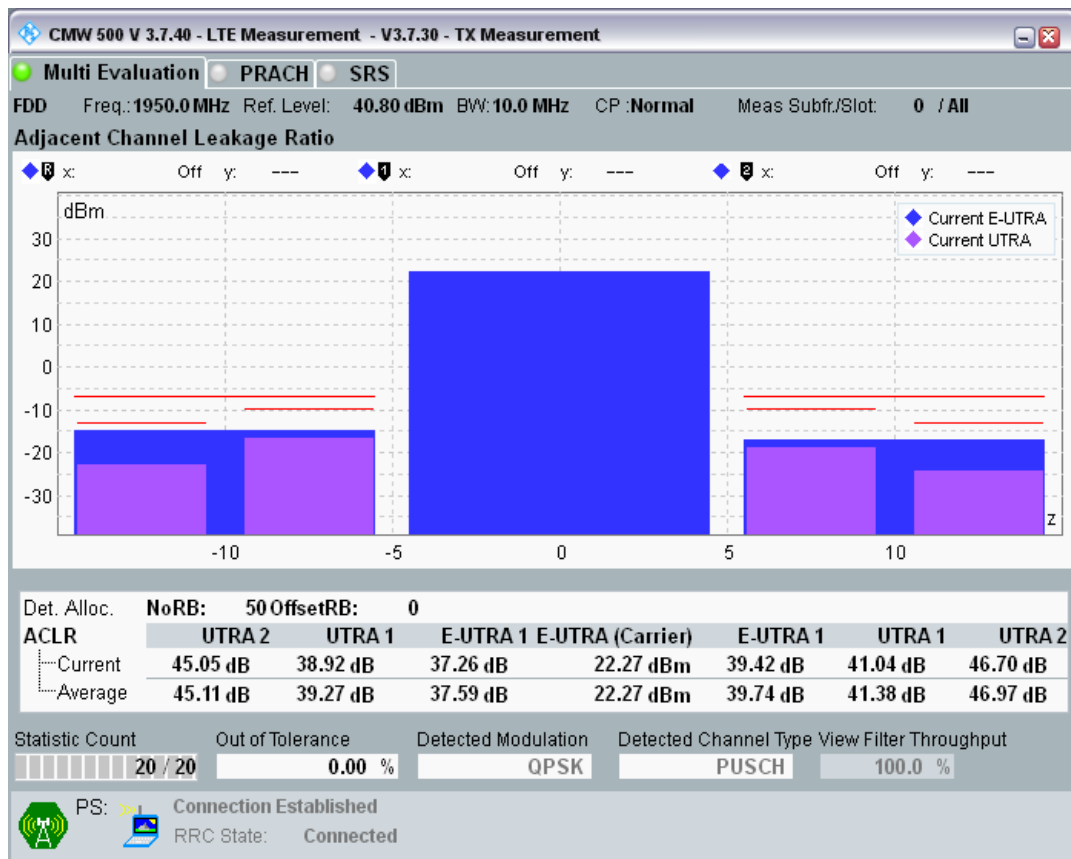 CMW 500 V 3.7.40 - LTE Measurement  - V3.7.30 - TX Measurement
Multi Evaluation PRACH SRS
FDD Freq.:1950.0 MHz Ref. Level: 40.80 dBm BW:10.0 MHz CP :Normal Meas Subfr./Slot: 0 / All
Adjacent Channel Leakage Ratio
R x: Off y: --- 1 x: Off y: --- 2 x: Off y: ---
dBm
Current E-UTRA
Current UTRA
30
20
10
0
-10
-20
-30
z
-10 -5 0 5 10
Det. Alloc. NoRB: 50 OffsetRB: 0
ACLR UTRA 2 UTRA 1 E-UTRA 1 E-UTRA (Carrier) E-UTRA 1 UTRA 1 UTRA 2
Current 45.05 dB 38.92 dB 37.26 dB 22.27 dBm 39.42 dB 41.04 dB 46.70 dB
Average 45.11 dB 39.27 dB 37.59 dB 22.27 dBm 39.74 dB 41.38 dB 46.97 dB
Statistic Count Out of Tolerance Detected Modulation Detected Channel Type View Filter Throughput
20 / 20 0.00 % QPSK PUSCH 100.0 %
PS: Connection Established
RRC State: Connected